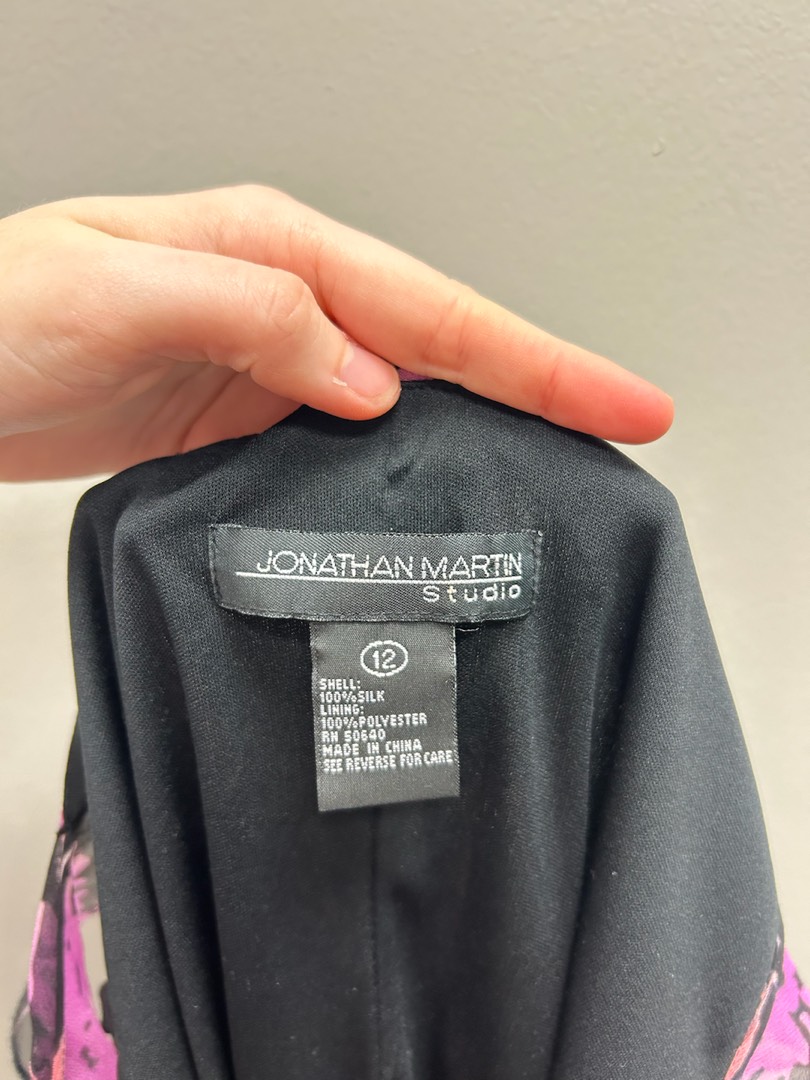 JONATHAN MARTIN
Studio
12
SHELL:
100%SILK
LINING:
100%POLYESTER
RN 50640
MADE IN CHINA
SEE REVERSE FOR CARE